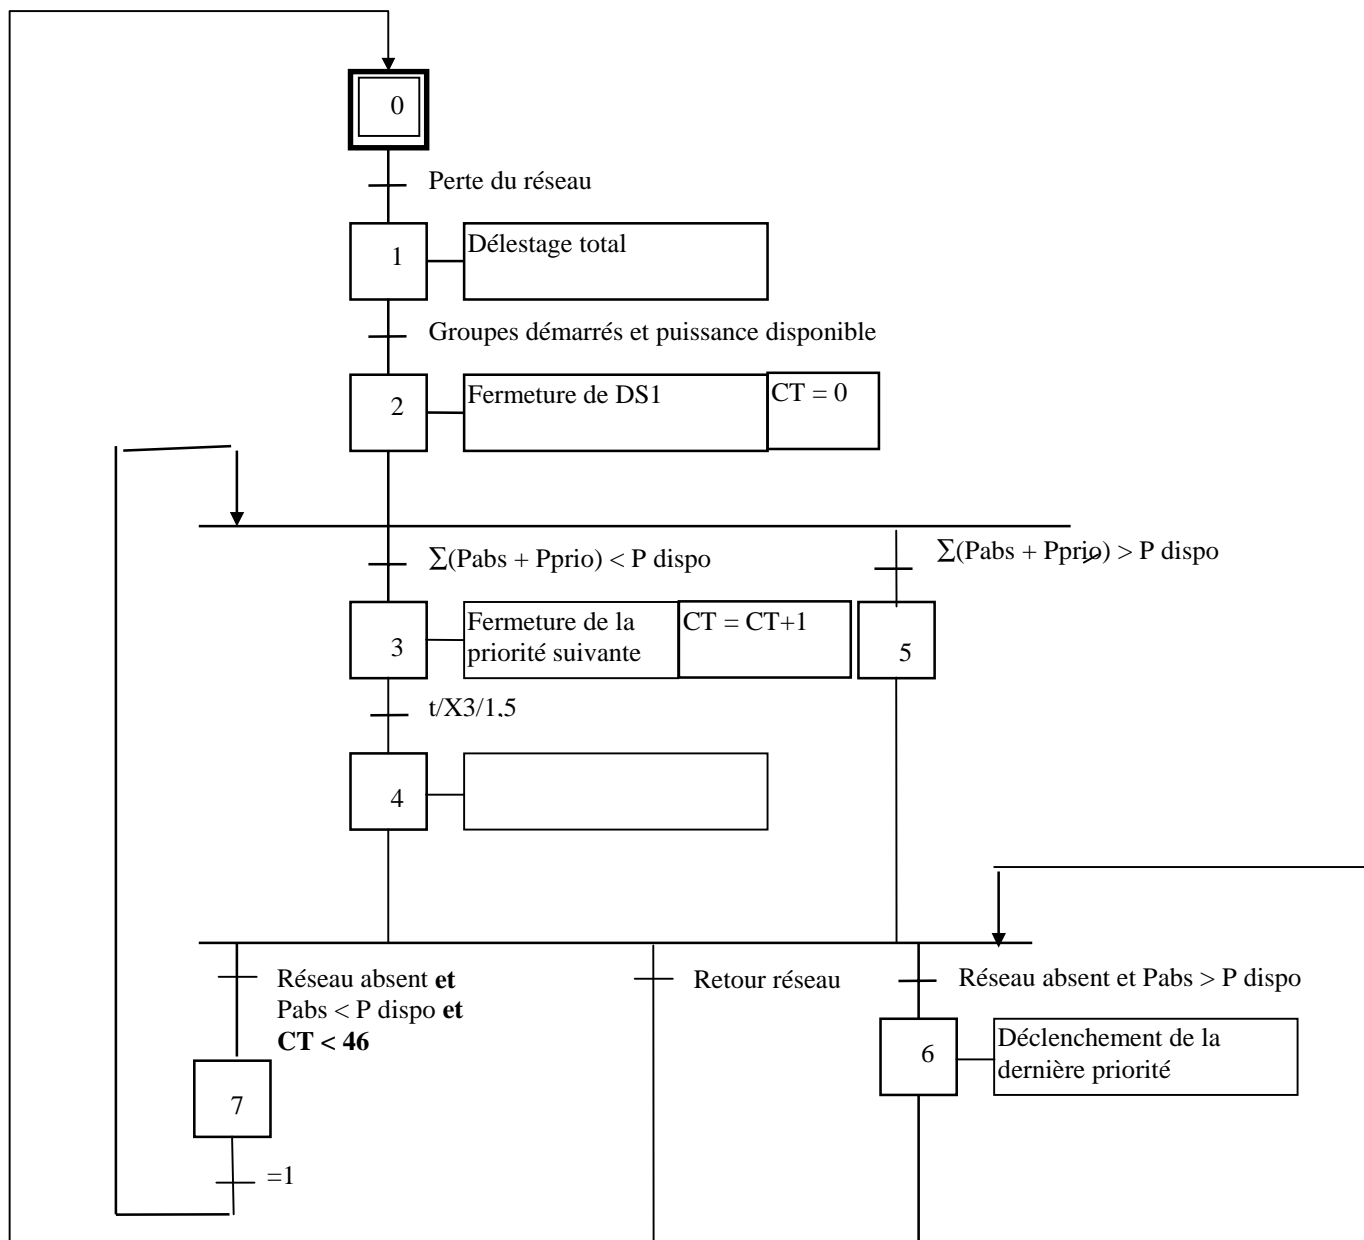 0
Perte du réseau
1
Délestage total
Groupes démarrés et puissance disponible
2
Fermeture de DS1
CT = 0
∑(Pabs + Pprio) < P dispo
∑(Pabs + Pprio) > P dispo
3
Fermeture de la
priorité suivante
CT = CT+1
5
t/X3/1,5
4
Réseau absent et
Pabs < P dispo et
CT < 46
Retour réseau
Réseau absent et Pabs > P dispo
6
Déclenchement de la
dernière priorité
7
=1